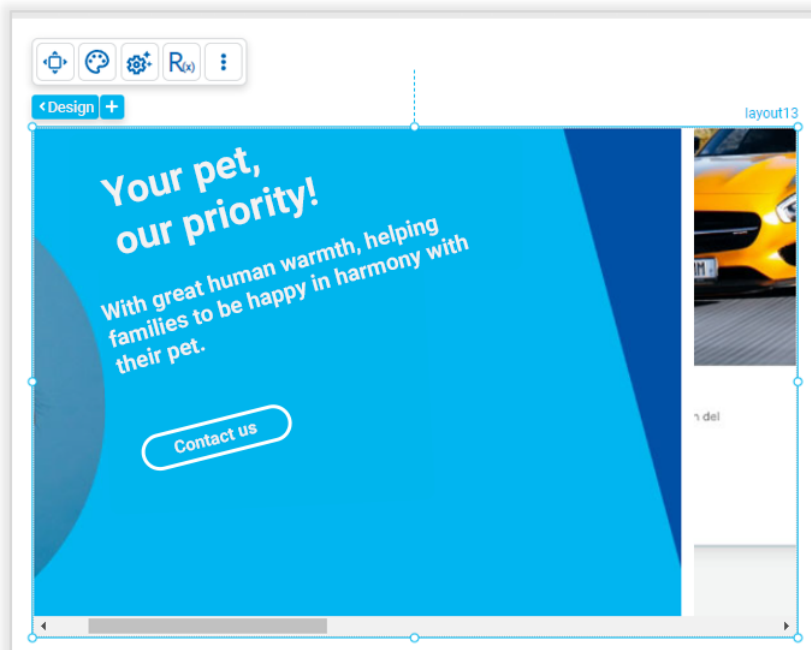 R(x)
Design +
layout13
Your pet,
our priority!
With great human warmth, helping
families to be happy in harmony with
their pet.
Contact us
del